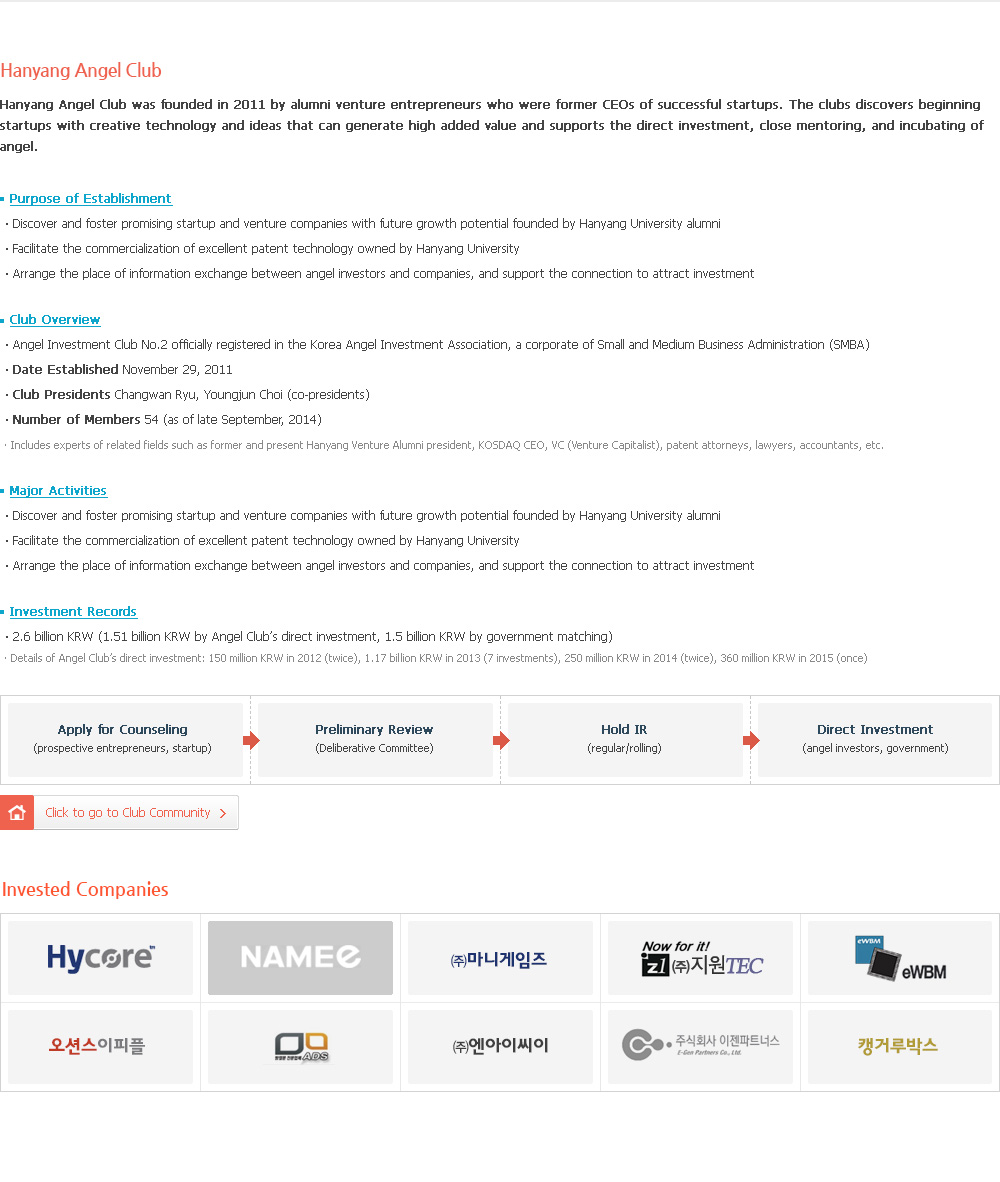 Hanyang Angel Club
Hanyang Angel Club was founded in 2011 by alumni venture entrepreneurs who were former CEOs of successful startups. The clubs discovers beginning
startups with creative technology and ideas that can generate high added value and supports the direct investment, close mentoring, and incubating of
angel.
Purpose of Establishment
· Discover and foster promising startup and venture companies with future growth potential founded by Hanyang University alumni
· Facilitate the commercialization of excellent patent technology owned by Hanyang University
· Arrange the place of information exchange between angel investors and companies, and support the connection to attract investment
Club Overview
· Angel Investment Club No.2 officially registered in the Korea Angel Investment Association, a corporate of Small and Medium Business Administration (SMBA)
· Date Established November 29, 2011
· Club Presidents Changwan Ryu, Youngjun Choi (co-presidents)
· Number of Members 54 (as of late September, 2014)
· Includes experts of related fields such as former and present Hanyang Venture Alumni president, KOSDAQ CEO, VC (Venture Capitalist), patent attorneys, lawyers, accountants, etc.
Major Activities
· Discover and foster promising startup and venture companies with future growth potential founded by Hanyang University alumni
· Facilitate the commercialization of excellent patent technology owned by Hanyang University
· Arrange the place of information exchange between angel investors and companies, and support the connection to attract investment
Investment Records
· 2.6 billion KRW (1.51 billion KRW by Angel Club's direct investment, 1.5 billion KRW by government matching)
· Details of Angel Club's direct investment: 150 million KRW in 2012 (twice), 1.17 billion KRW in 2013 (7 investments), 250 million KRW in 2014 (twice), 360 million KRW in 2015 (once)
Apply for Counseling
(prospective entrepreneurs, startup)
Preliminary Review
(Deliberative Committee)
Hold IR
(regular/rolling)
Direct Investment
(angel investors, government)
Click to go to Club Community
Invested Companies
Hycore™
NAMEE
(주)마니게임즈
Now for it!
z1 (주)지원TEC
eWBM
eWBM
오션스이피플
ADS
(주)엔아이씨이
주식회사 이젠파트너스
E-Gen Partners Co., Ltd.
캥거루박스